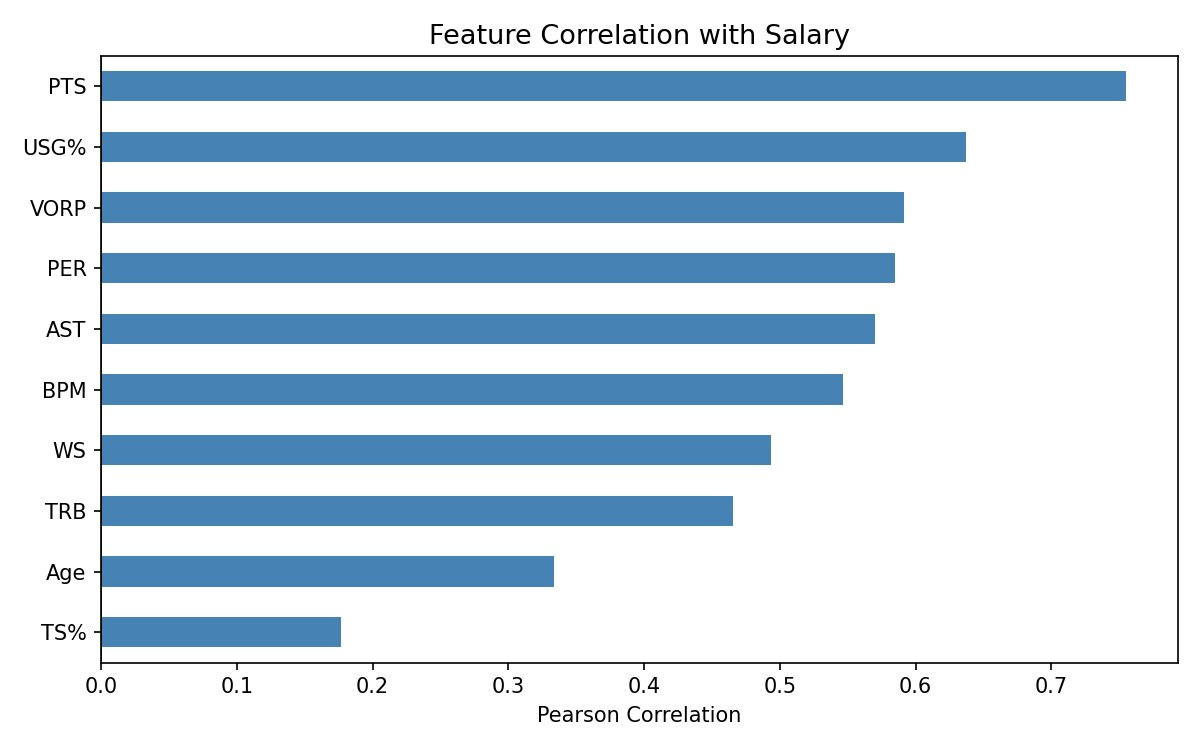 Feature Correlation with Salary
PTS
USG%
VORP
PER
AST
BPM
WS
TRB
Age
TS%
0.0 0.1 0.2 0.3 0.4 0.5 0.6 0.7
Pearson Correlation